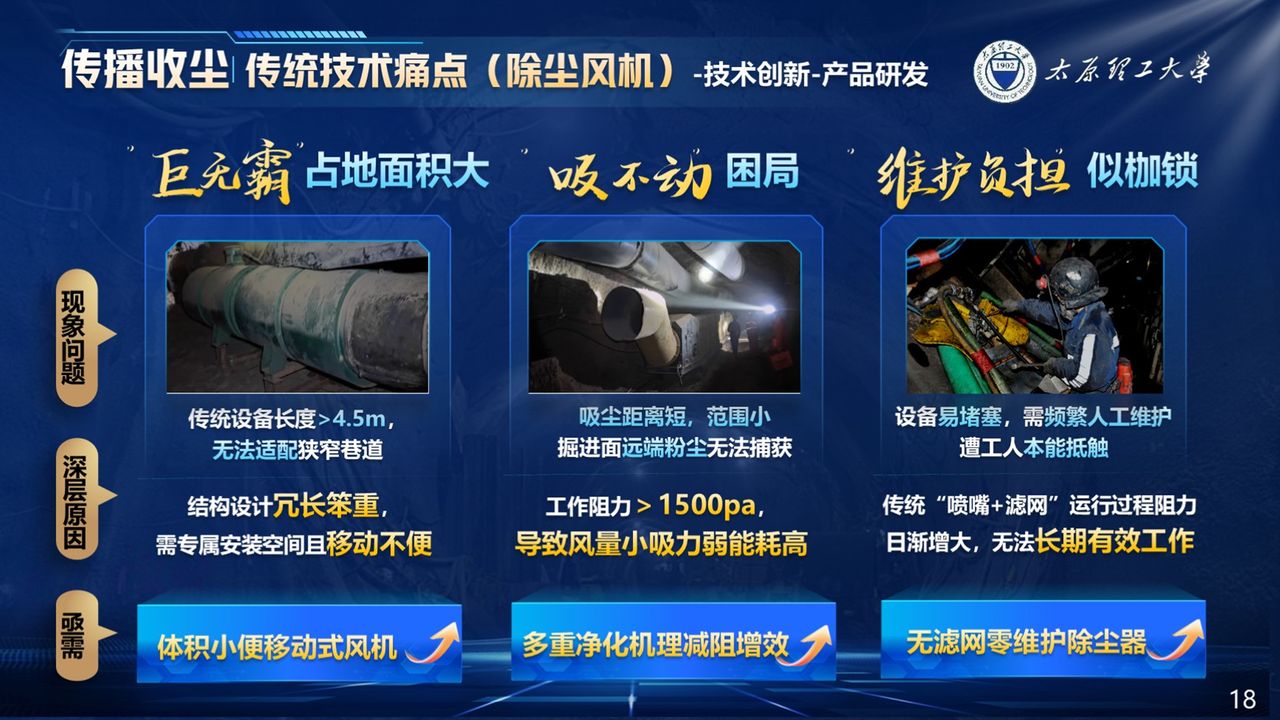 传播收尘 传统技术痛点（除尘风机）-技术创新-产品研发
1902
太原理工大学
’巨无霸’占地面积大
’吸不动’困局
’维护负担’似枷锁
现象问题
传统设备长度>4.5m，
无法适配狭窄巷道
吸尘距离短，范围小
掘进面远端粉尘无法捕获
设备易堵塞，需频繁人工维护
遭工人本能抵触
深层原因
结构设计冗长笨重，
需专属安装空间且移动不便
工作阻力＞1500pa，
导致风量小吸力弱能耗高
传统“喷嘴+滤网”运行过程阻力
日渐增大，无法长期有效工作
亟需
体积小便移动式风机
多重净化机理减阻增效
无滤网零维护除尘器
18